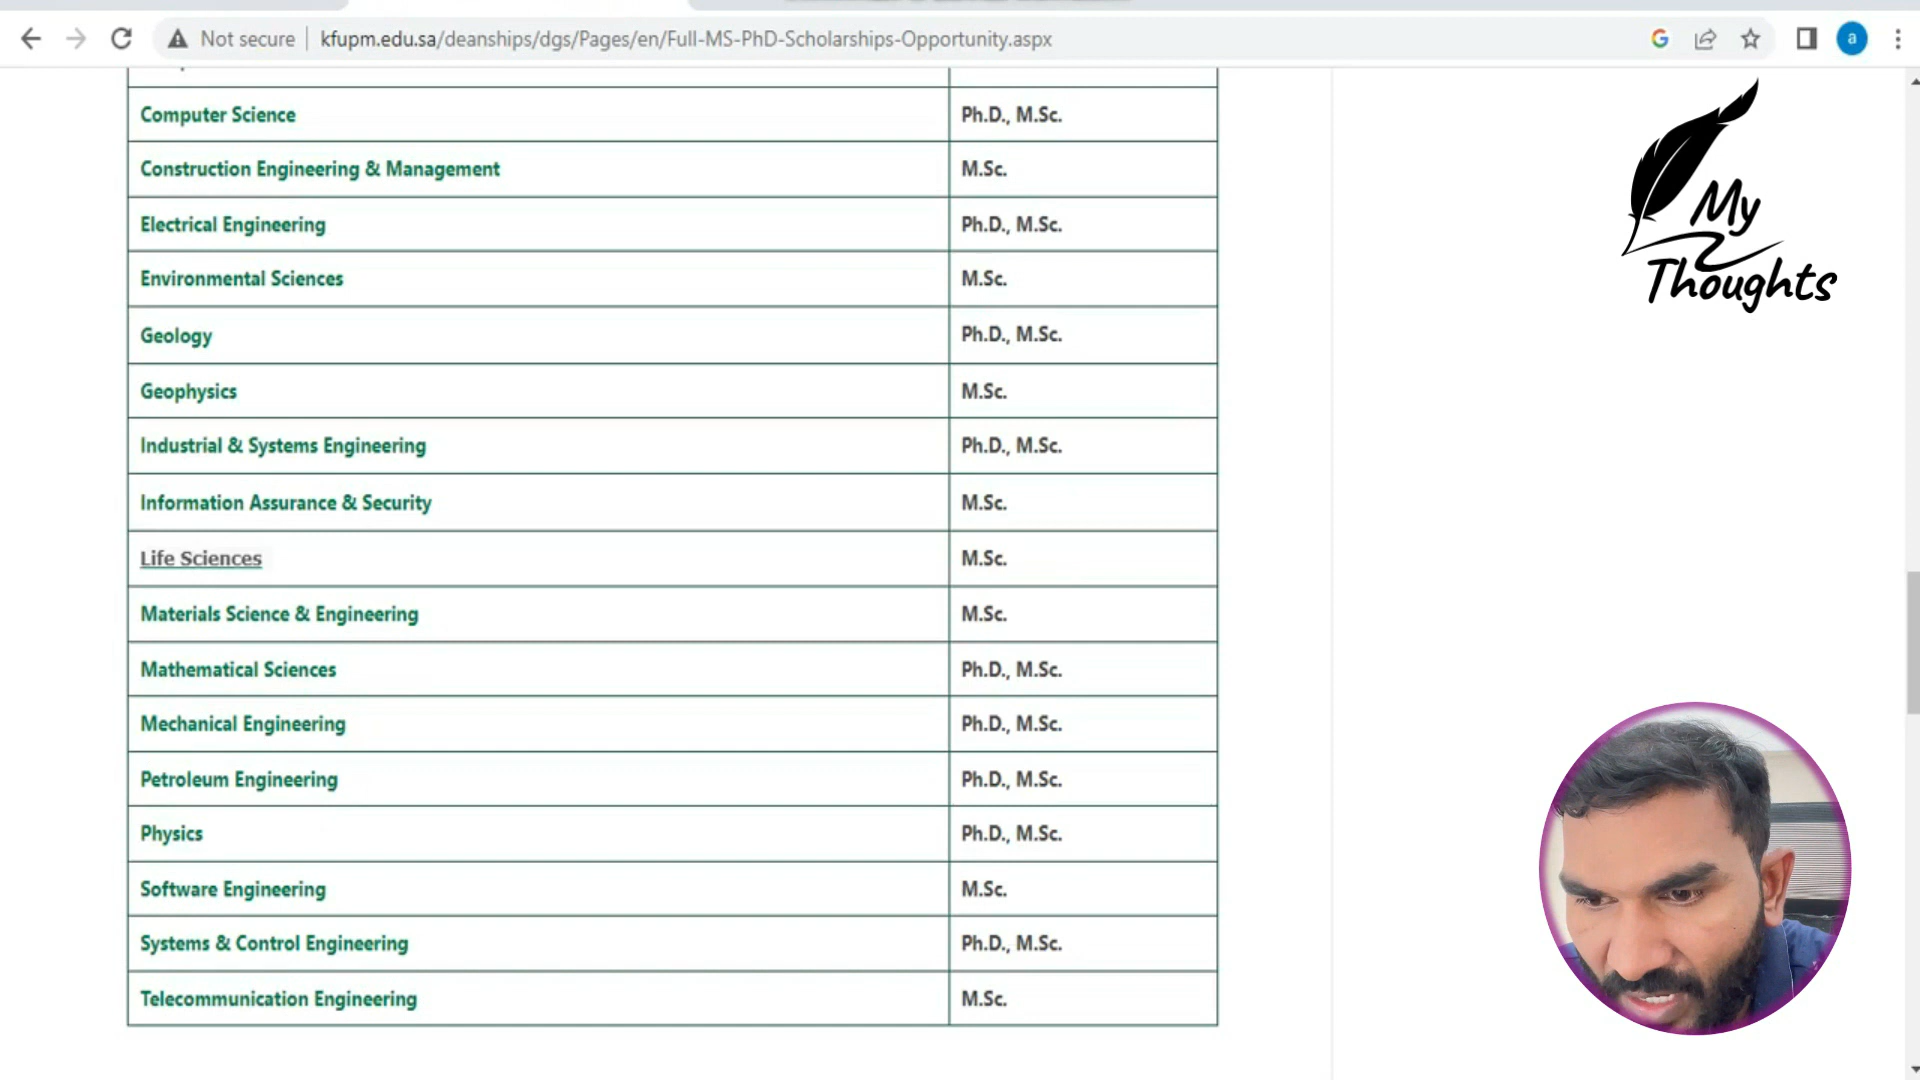 Not secure | kfupm.edu.sa/deanships/dgs/Pages/en/Full-MS-PhD-Scholarships-Opportunity.aspx
a
Computer Science Ph.D., M.Sc.
Construction Engineering & Management M.Sc.
Electrical Engineering Ph.D., M.Sc.
Environmental Sciences M.Sc.
Geology Ph.D., M.Sc.
Geophysics M.Sc.
Industrial & Systems Engineering Ph.D., M.Sc.
Information Assurance & Security M.Sc.
Life Sciences M.Sc.
Materials Science & Engineering M.Sc.
Mathematical Sciences Ph.D., M.Sc.
Mechanical Engineering Ph.D., M.Sc.
Petroleum Engineering Ph.D., M.Sc.
Physics Ph.D., M.Sc.
Software Engineering M.Sc.
Systems & Control Engineering Ph.D., M.Sc.
Telecommunication Engineering M.Sc.
My
Thoughts